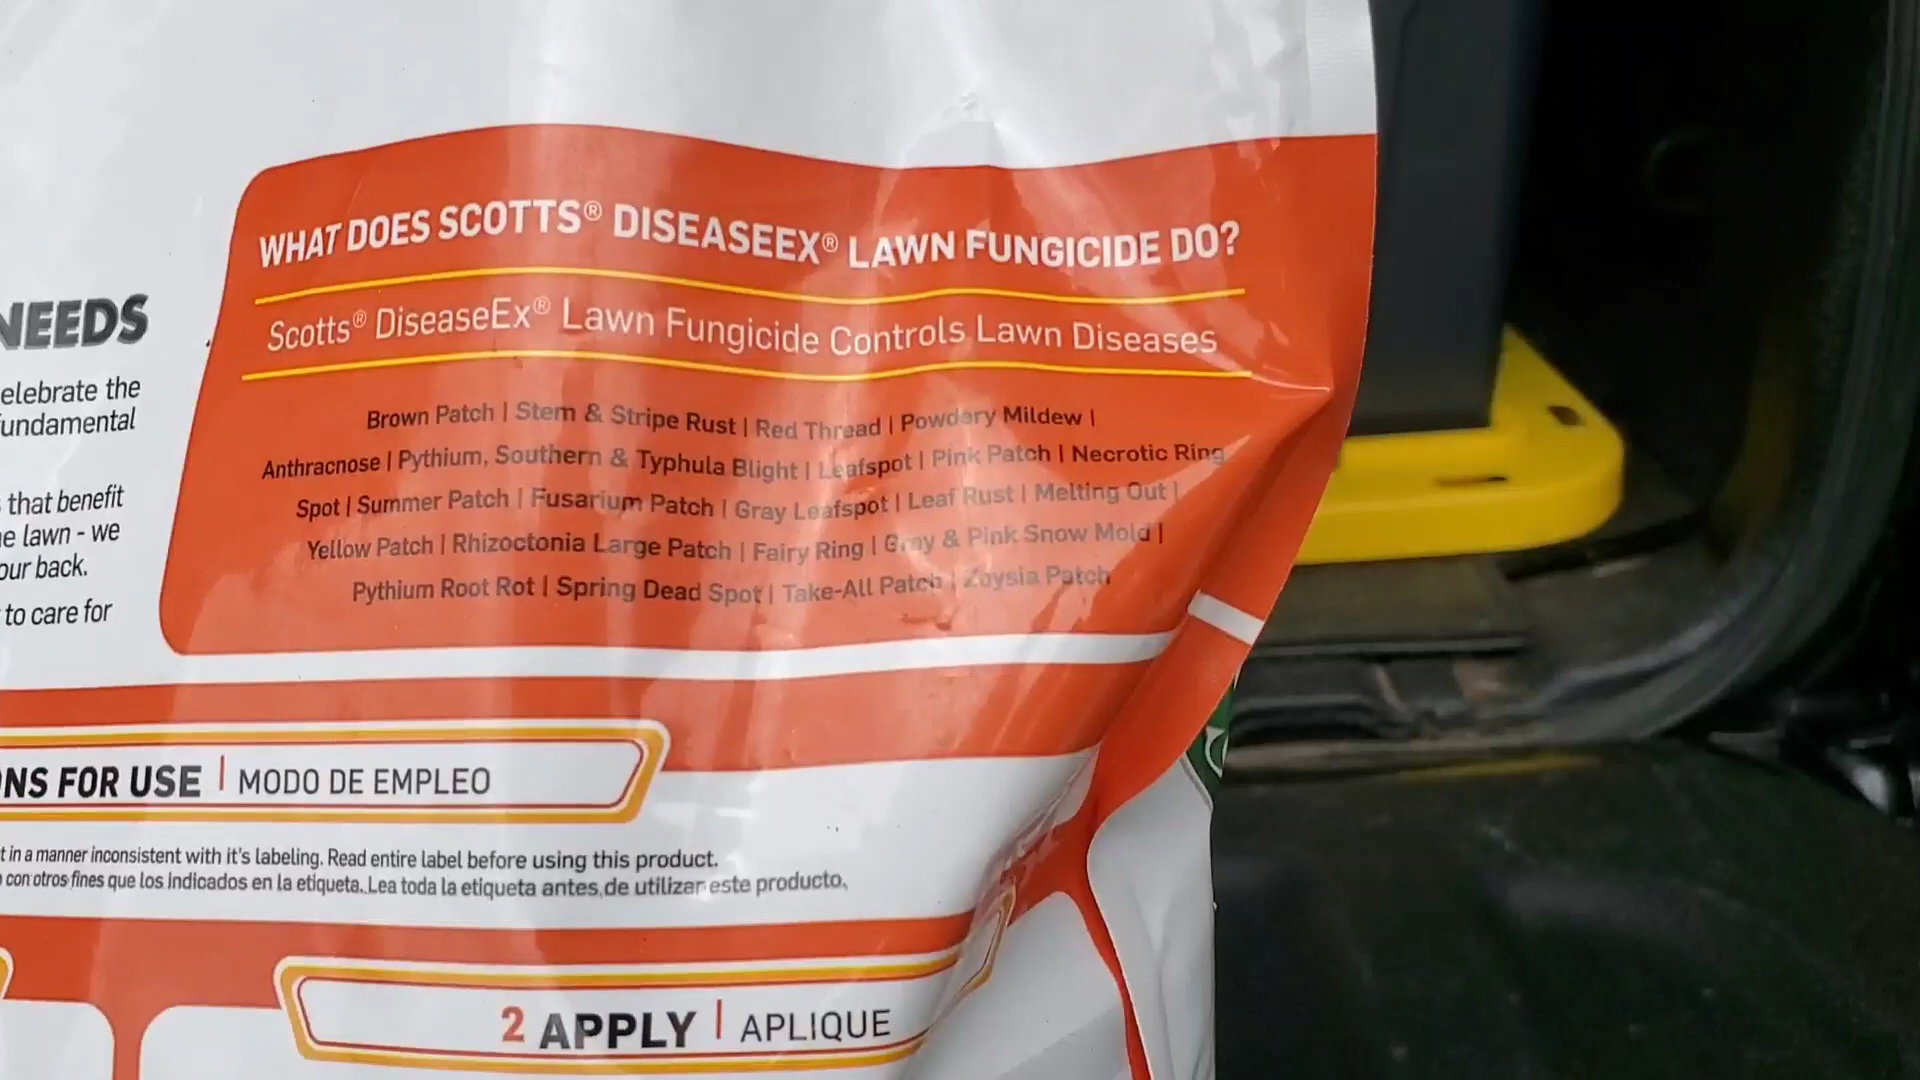 NEEDS
elebrate the
undamental
that benefit
e lawn - we
our back.
to care for
WHAT DOES SCOTTS® DISEASEEX® LAWN FUNGICIDE DO?
Scotts® DiseaseEx® Lawn Fungicide Controls Lawn Diseases
Brown Patch | Stem & Stripe Rust | Red Thread | Powdery Mildew |
Anthracnose | Pythium, Southern & Typhula Blight | Leafspot | Pink Patch | Necrotic Ring
Spot | Summer Patch | Fusarium Patch | Gray Leafspot | Leaf Rust | Melting Out |
Yellow Patch | Rhizoctonia Large Patch | Fairy Ring | Gray & Pink Snow Mold |
Pythium Root Rot | Spring Dead Spot | Take-All Patch | Zoysia Patch
NS FOR USE | MODO DE EMPLEO
t in a manner inconsistent with it's labeling. Read entire label before using this product.
con otros fines que los indicados en la etiqueta. Lea toda la etiqueta antes de utilizar este producto.
2 APPLY | APLIQUE